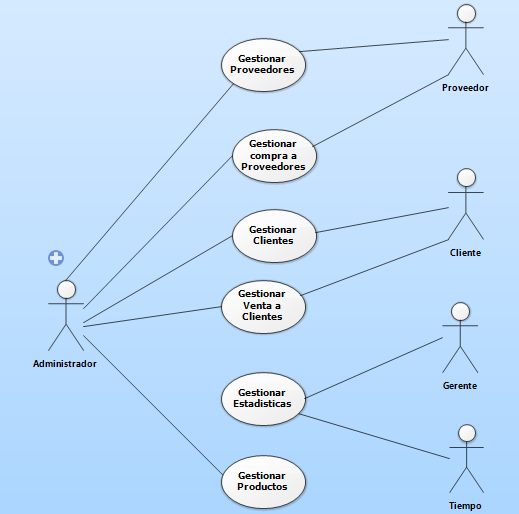 Gestionar
Proveedores
Proveedor
Gestionar
compra a
Proveedores
Gestionar
Clientes
Cliente
Gestionar
Venta a
Clientes
Administrador
Gestionar
Estadisticas
Gerente
Gestionar
Productos
Tiempo